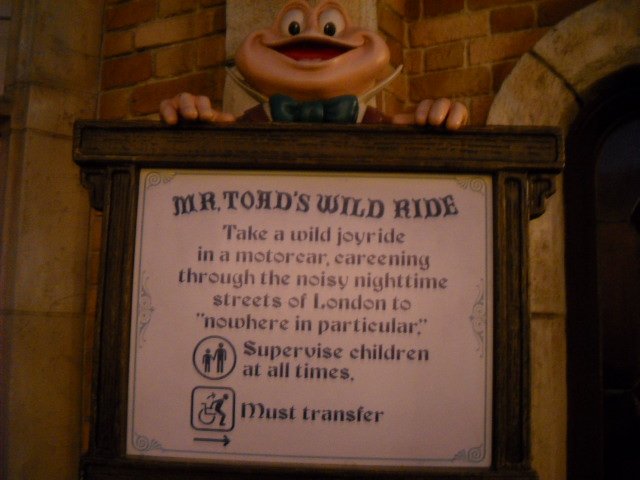 MR. TOAD'S WILD RIDE
Take a wild joyride
in a motorcar, careening
through the noisy nighttime
streets of London to
"nowhere in particular."
Supervise children
at all times.
Must transfer